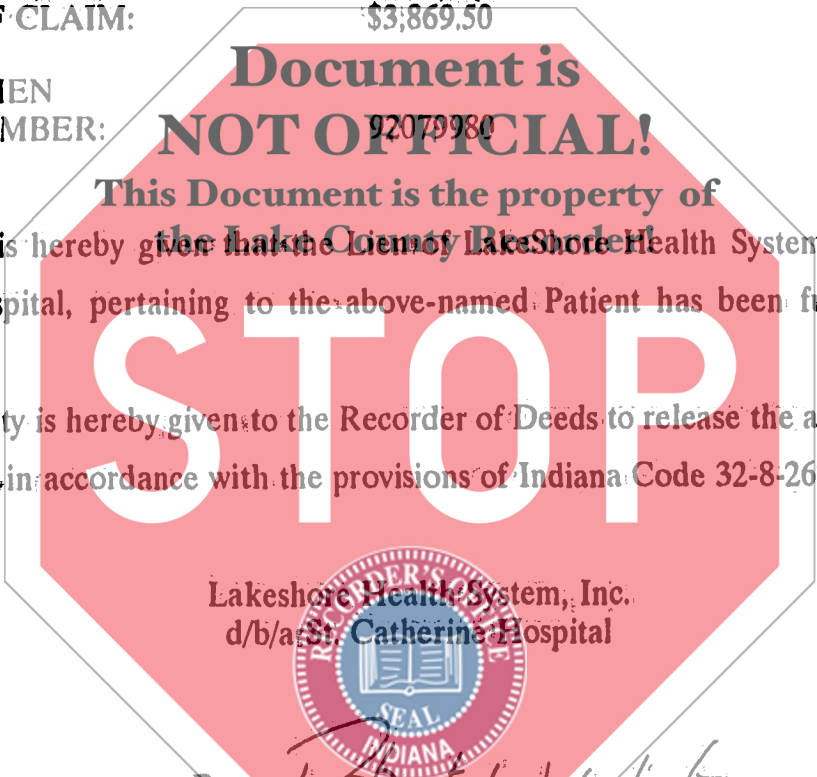 F CLAIM: $3,869.50
Document is
IEN
MBER: 92079980
NOT OFFICIAL!
This Document is the property of
the Lake County Recorder!
is hereby given that the Lien of LakeShore Health System
spital, pertaining to the above-named Patient has been fu
STOP
ty is hereby given to the Recorder of Deeds to release the a
in accordance with the provisions of Indiana Code 32-8-26
Lakeshore Health System, Inc.
d/b/a St. Catherine Hospital
RECORDER'S OFFICE
SEAL
INDIANA